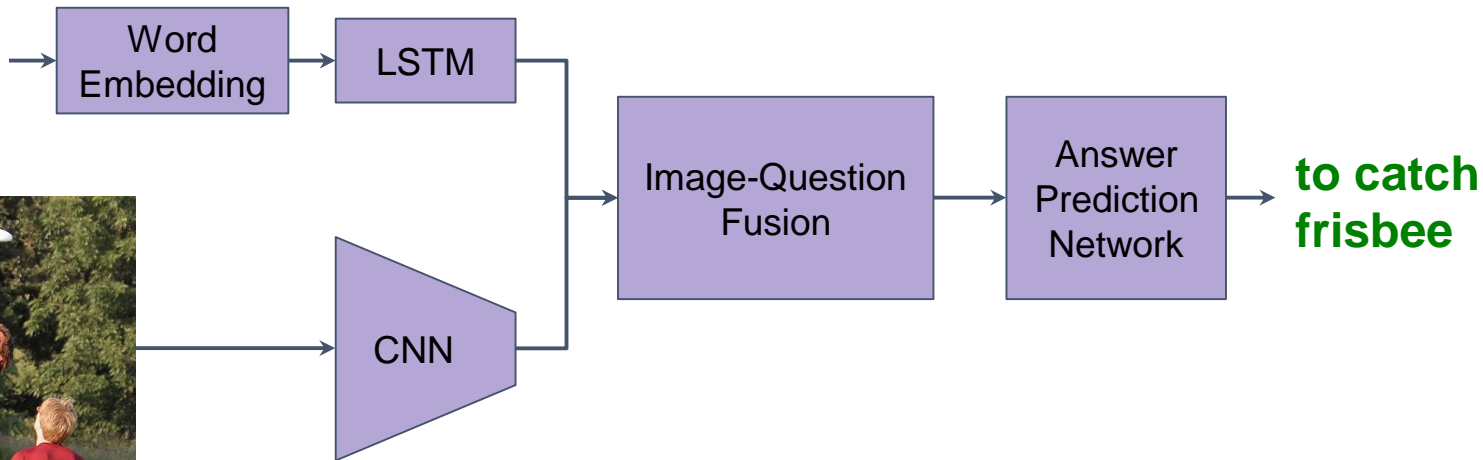 Word
Embedding
LSTM
CNN
Image-Question
Fusion
Answer
Prediction
Network
to catch
frisbee